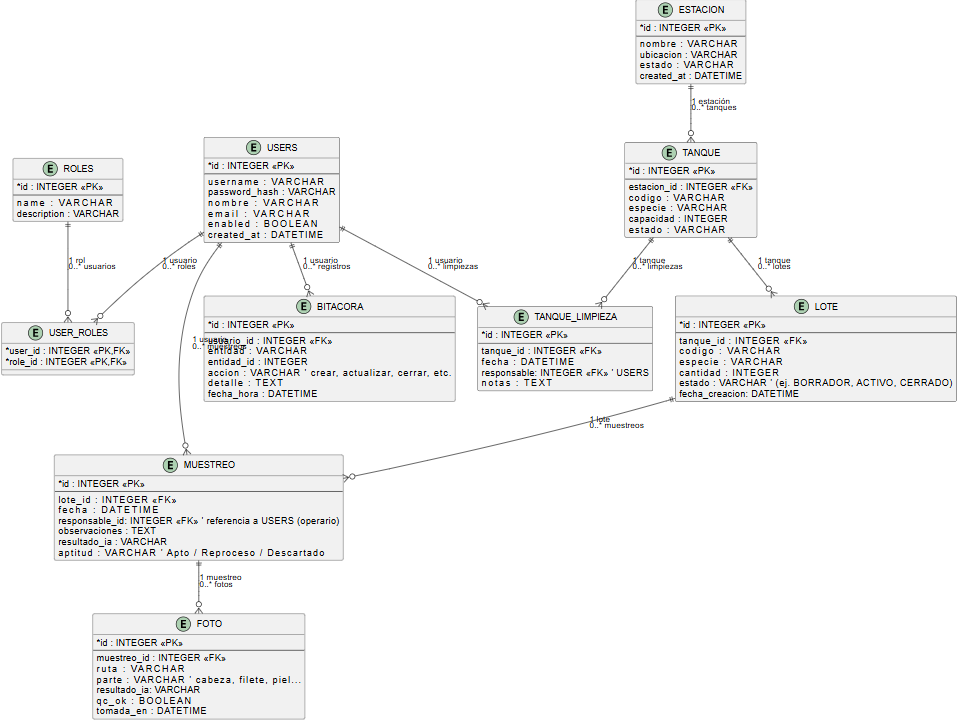 E ESTACION
*id : INTEGER «PK»
nombre : VARCHAR
ubicacion : VARCHAR
estado : VARCHAR
created_at : DATETIME
1 estación
0..* tanques
E TANQUE
*id : INTEGER «PK»
estacion_id : INTEGER «FK»
codigo : VARCHAR
especie : VARCHAR
capacidad : INTEGER
estado : VARCHAR
E USERS
*id : INTEGER «PK»
username : VARCHAR
password_hash : VARCHAR
nombre : VARCHAR
email : VARCHAR
enabled : BOOLEAN
created_at : DATETIME
E ROLES
*id : INTEGER «PK»
name : VARCHAR
description : VARCHAR
1 rol
0..* usuarios
1 usuario
0..* roles
1 usuario
0..* registros
1 usuario
0..* limpiezas
1 tanque
0..* limpiezas
1 tanque
0..* lotes
E USER_ROLES
*user_id : INTEGER «PK,FK»
*role_id : INTEGER «PK,FK»
1 usuario
0..* muestreos
E BITACORA
*id : INTEGER «PK»
usuario_id : INTEGER «FK»
entidad : VARCHAR
entidad_id : INTEGER
accion : VARCHAR ' crear, actualizar, cerrar, etc.
detalle : TEXT
fecha_hora : DATETIME
E TANQUE_LIMPIEZA
*id : INTEGER «PK»
tanque_id : INTEGER «FK»
fecha : DATETIME
responsable: INTEGER «FK» ' USERS
notas : TEXT
E LOTE
*id : INTEGER «PK»
tanque_id : INTEGER «FK»
codigo : VARCHAR
especie : VARCHAR
cantidad : INTEGER
estado : VARCHAR ' (ej. BORRADOR, ACTIVO, CERRADO)
fecha_creacion: DATETIME
1 lote
0..* muestreos
E MUESTREO
*id : INTEGER «PK»
lote_id : INTEGER «FK»
fecha : DATETIME
responsable_id: INTEGER «FK» ' referencia a USERS (operario)
observaciones : TEXT
resultado_ia: VARCHAR
aptitud : VARCHAR ' Apto / Reproceso / Descartado
1 muestreo
0..* fotos
E FOTO
*id : INTEGER «PK»
muestreo_id : INTEGER «FK»
ruta : VARCHAR
parte : VARCHAR ' cabeza, filete, piel...
resultado_ia: VARCHAR
qc_ok : BOOLEAN
tomada_en : DATETIME